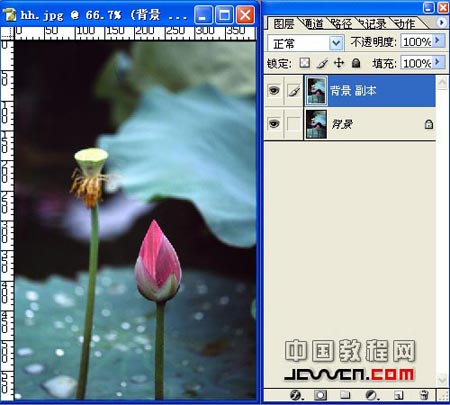 hh.jpg @ 66.7% (背景 ...
0 50 100 150 200 250 300 350
图层 通道 路径 记录 动作
正常 不透明度: 100%
锁定: 填充: 100%
背景 副本
背景
中国教程网
JCWCN.com